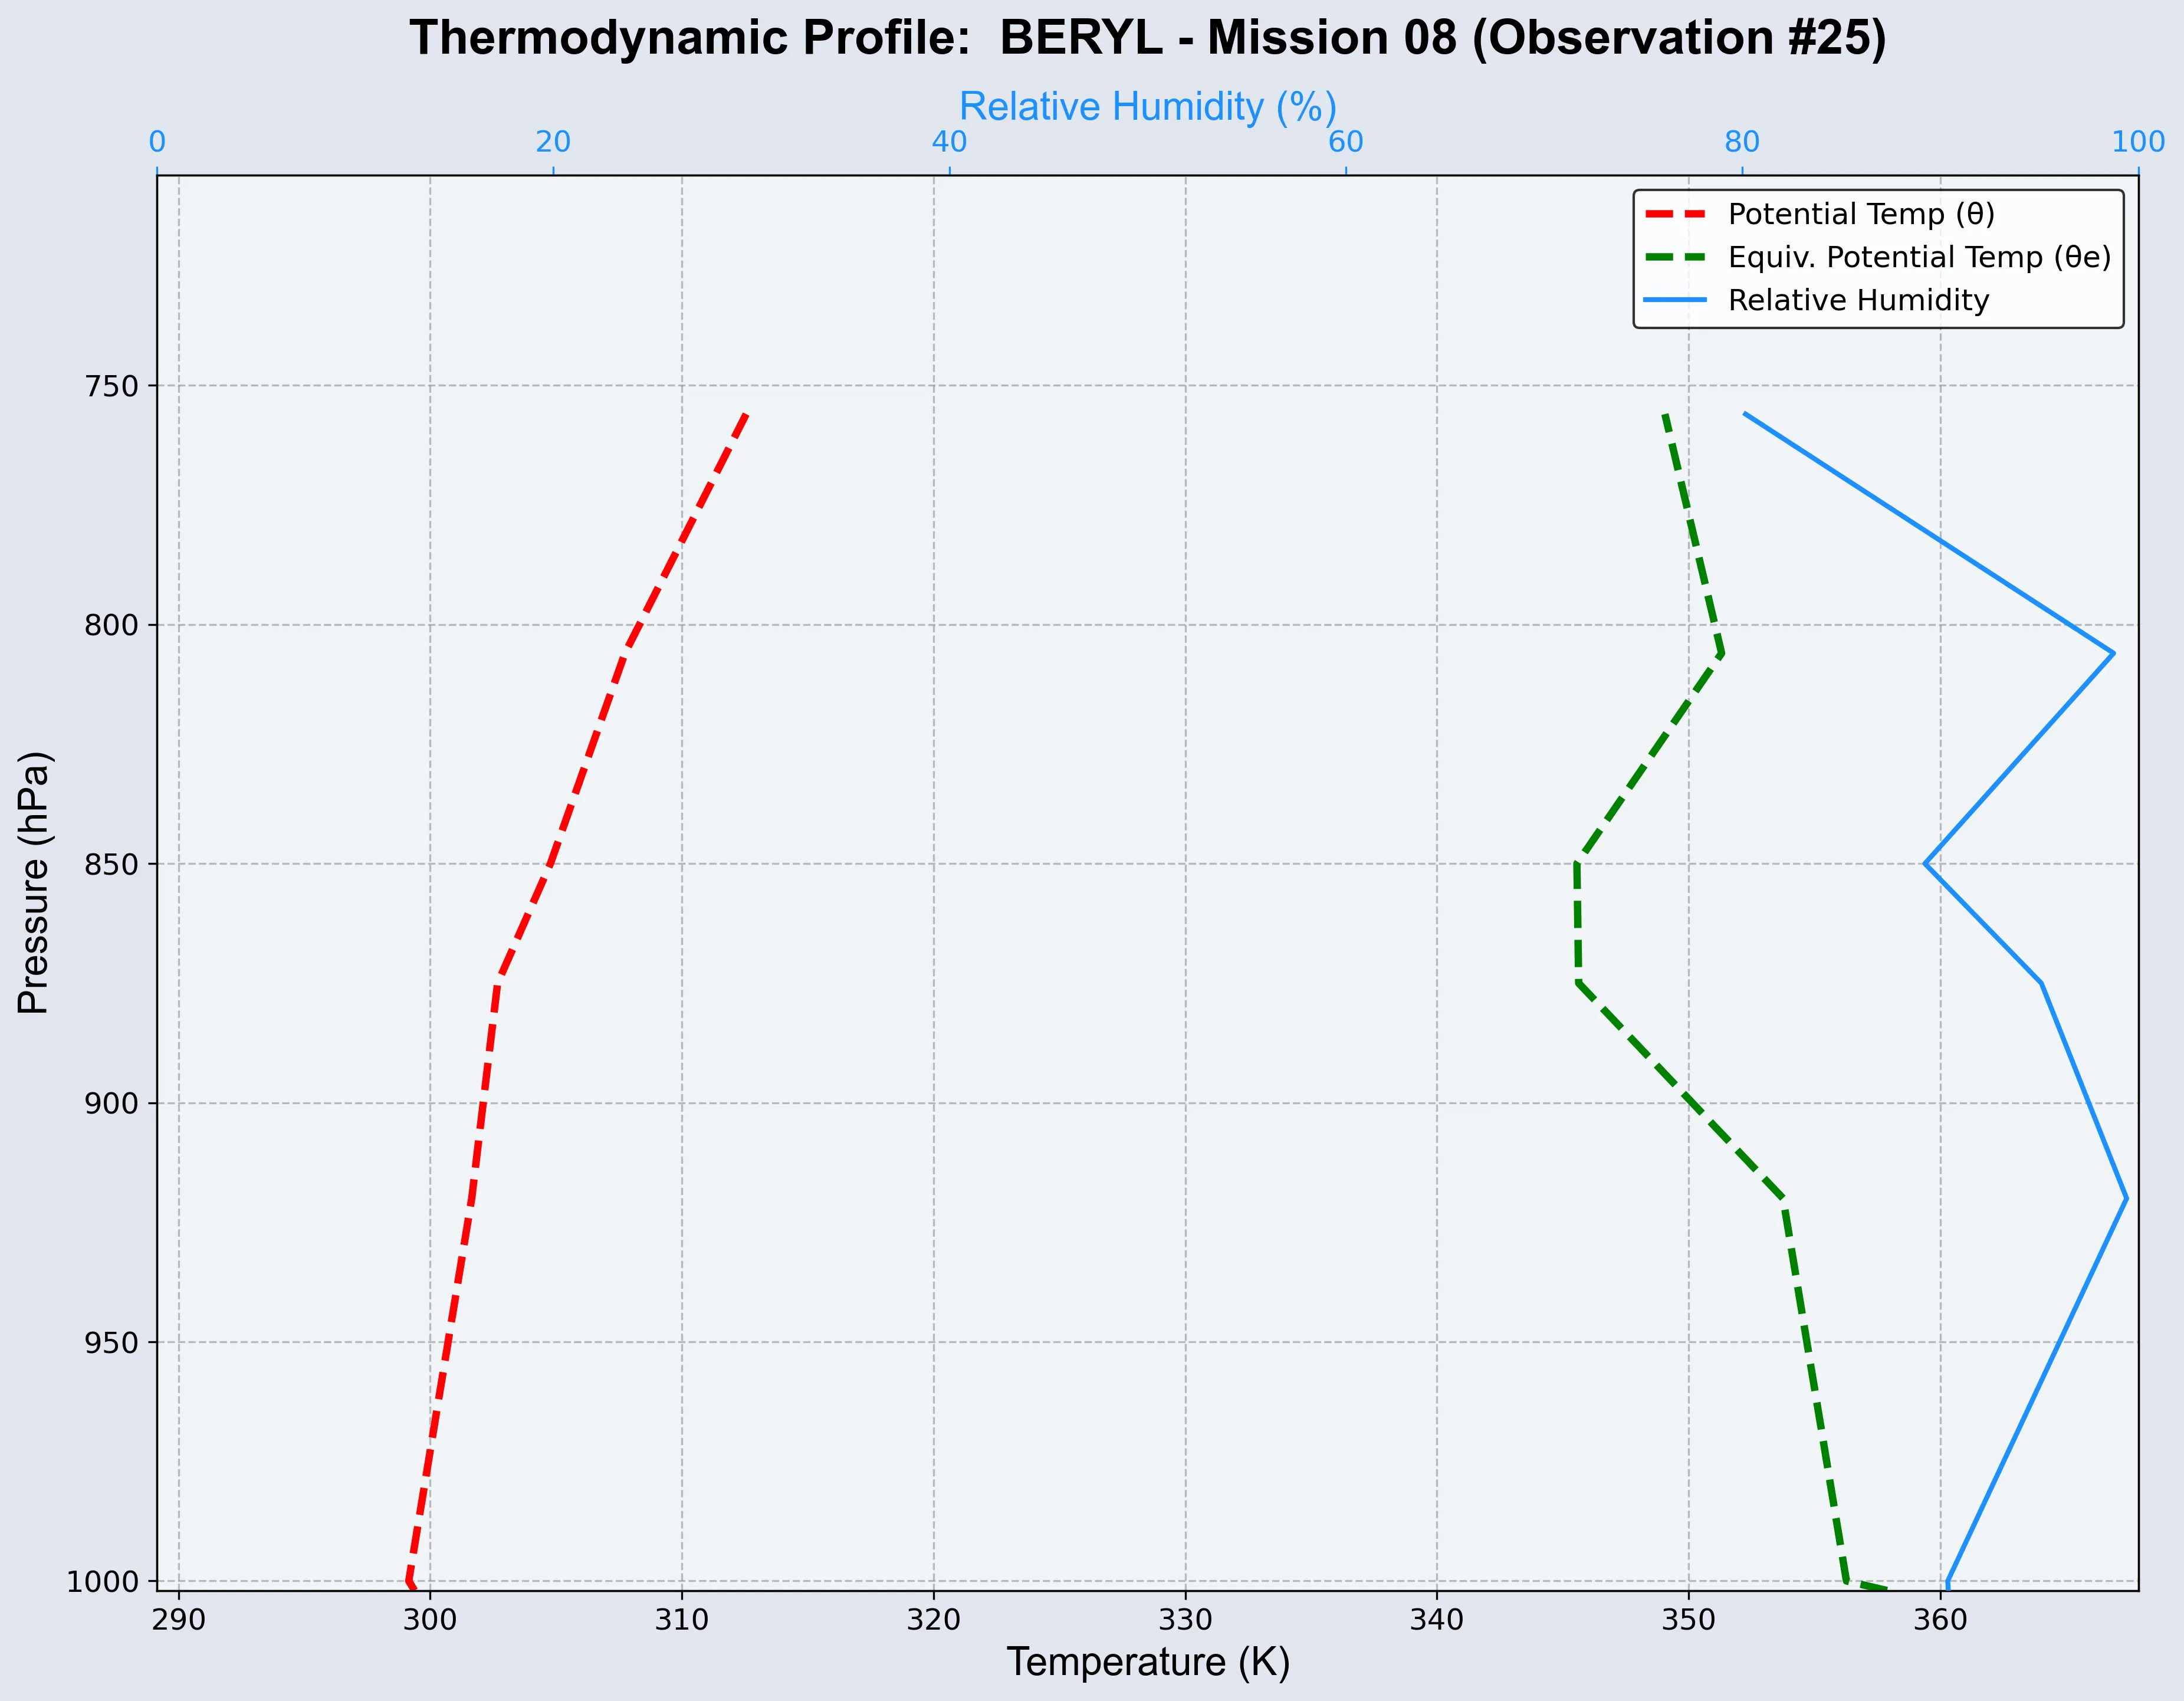 Thermodynamic Profile:  BERYL - Mission 08 (Observation #25)
Relative Humidity (%)
0 20 40 60 80 100
Potential Temp (θ)
Equiv. Potential Temp (θe)
Relative Humidity
Pressure (hPa)
750
800
850
900
950
1000
290 300 310 320 330 340 350 360
Temperature (K)